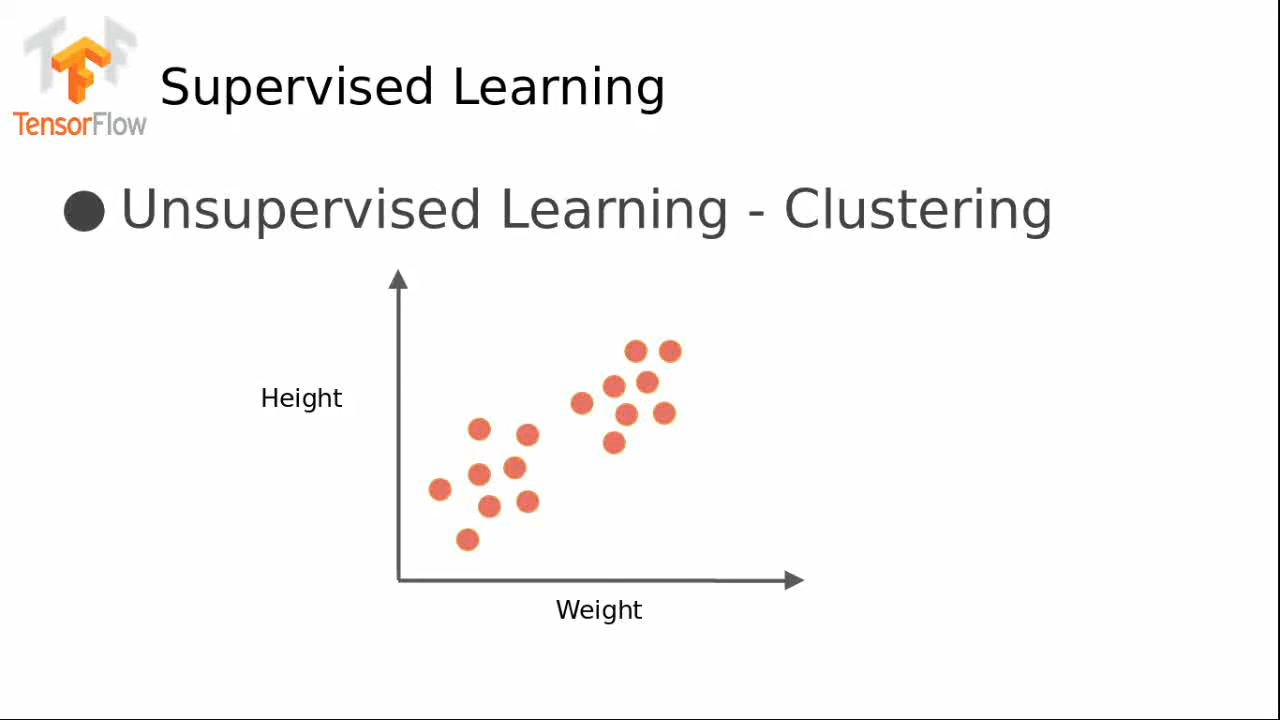 Supervised Learning
TensorFlow
● Unsupervised Learning - Clustering
Height
Weight